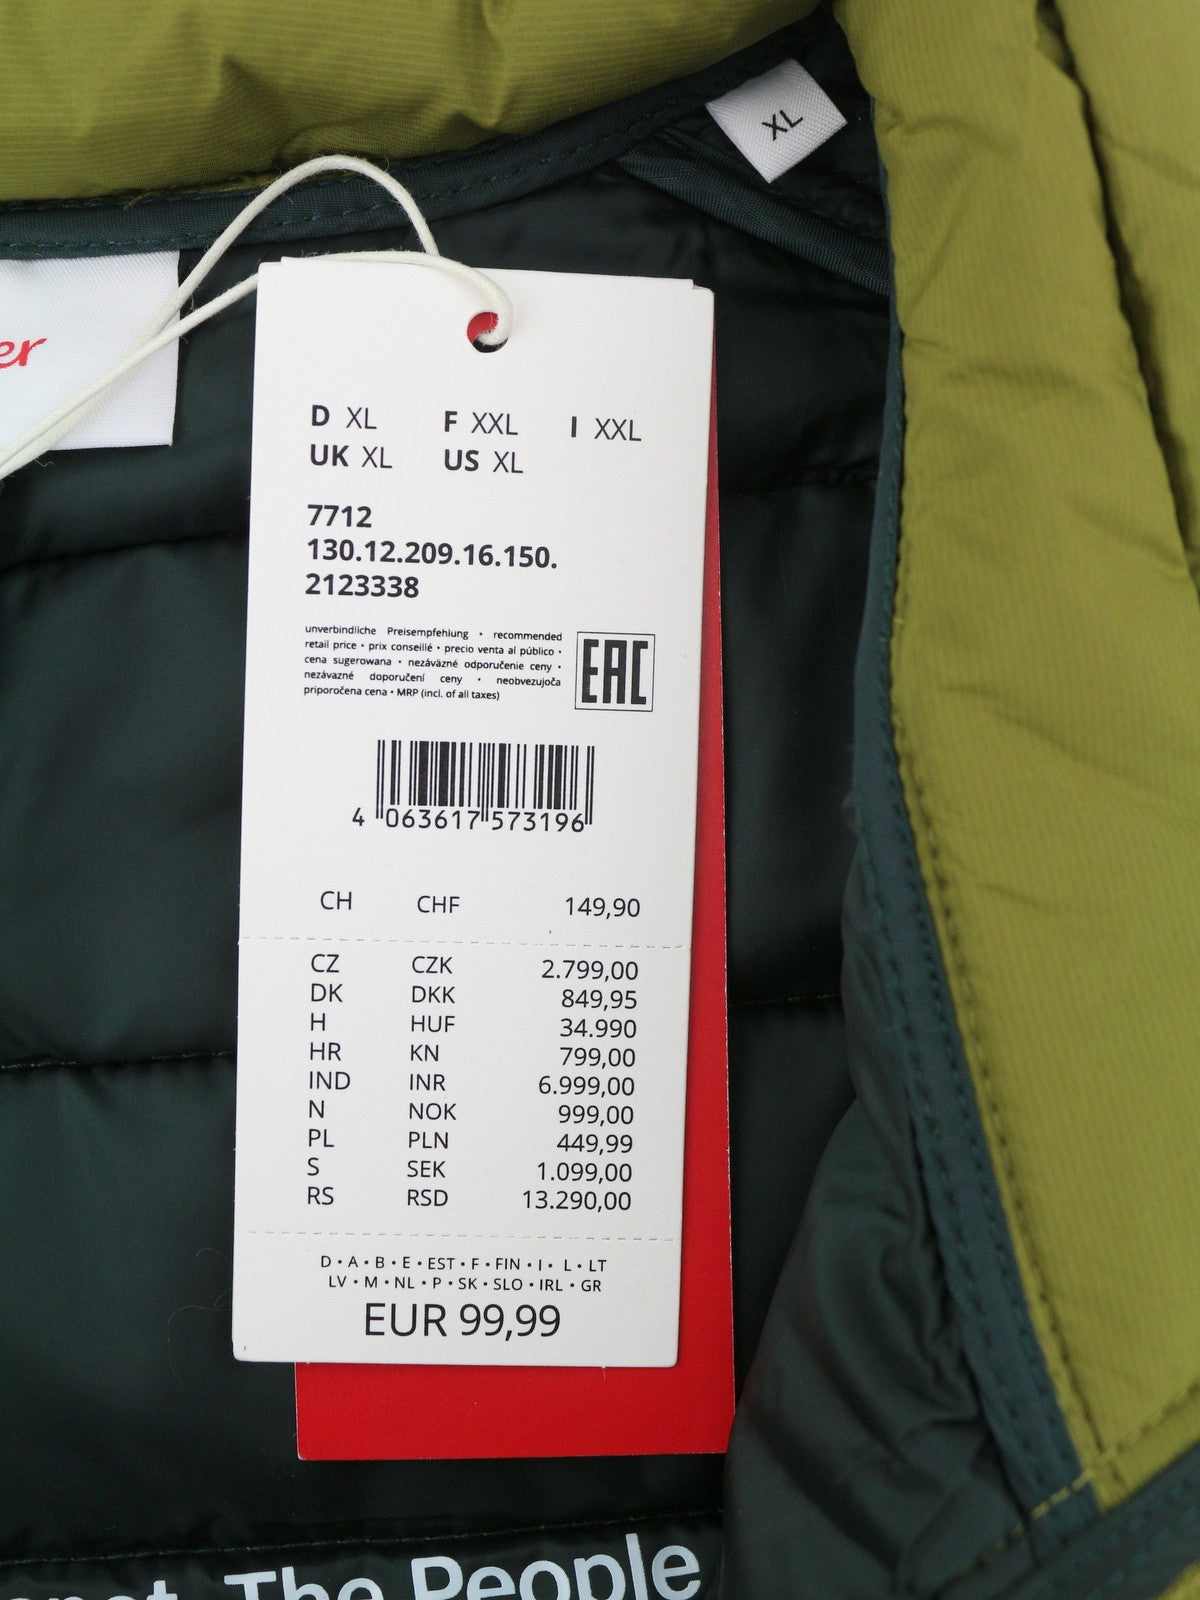 XL
er
D XL F XXL I XXL
UK XL US XL
7712
130.12.209.16.150.
2123338
unverbindliche Preisempfehlung • recommended
retail price • prix conseillé • precio venta al público •
cena sugerowana • nezáväzné odporučenie ceny •
nezávazné doporučení ceny • neobvezujoča
priporočena cena • MRP (incl. of all taxes)
EAC
4 063617 573196
CH CHF 149,90
CZ CZK 2.799,00
DK DKK 849,95
H HUF 34.990
HR KN 799,00
IND INR 6.999,00
N NOK 999,00
PL PLN 449,99
S SEK 1.099,00
RS RSD 13.290,00
D • A • B • E • EST • F • FIN • I • L • LT
LV • M • NL • P • SK • SLO • IRL • GR
EUR 99,99
The People